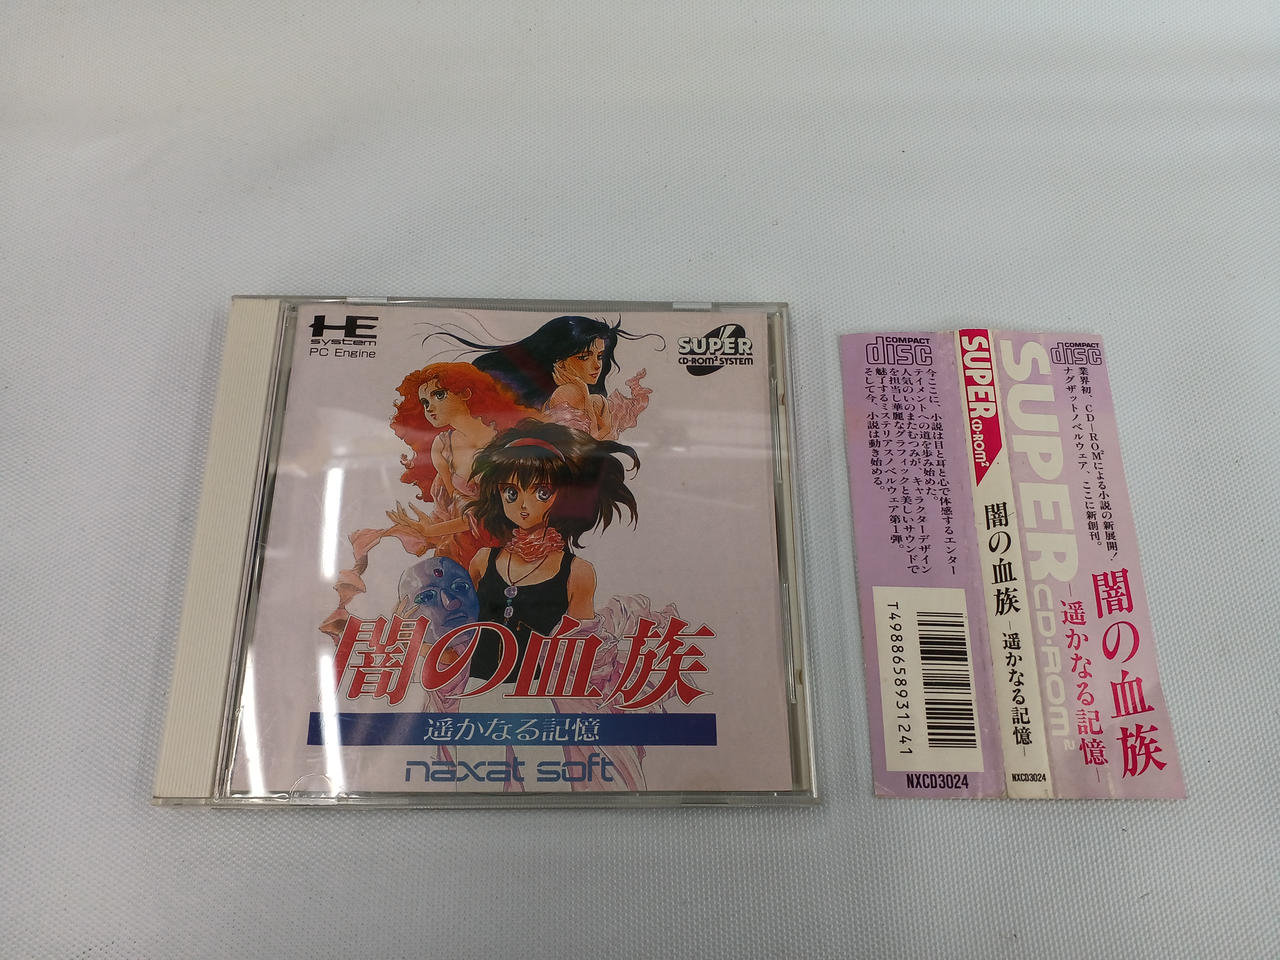 HE
system
PC Engine
SUPER
CD-ROM² SYSTEM
闇の血族
遥かなる記憶
naxat soft
COMPACT
disc
今ここに、小説は目と耳と心で体感するエンター
テイメントへの道を歩み始めた。
人気のいのまたむつみが、キャラクターデザイン
を担当し華麗なグラフィックと美しいサウンドで
魅了するミステリアスノベルウェア第1弾。
そして今、小説は動き始める。
T4988658931241
NXCD3024
SUPER CD-ROM²
闇の血族 ―遥かなる記憶―
NXCD3024
SUPER CD-ROM²
COMPACT
disc
業界初、CD-ROM²による小説の新展開!
ナグザットノベルウェア、ここに新創刊。
闇の血族
―遥かなる記憶―